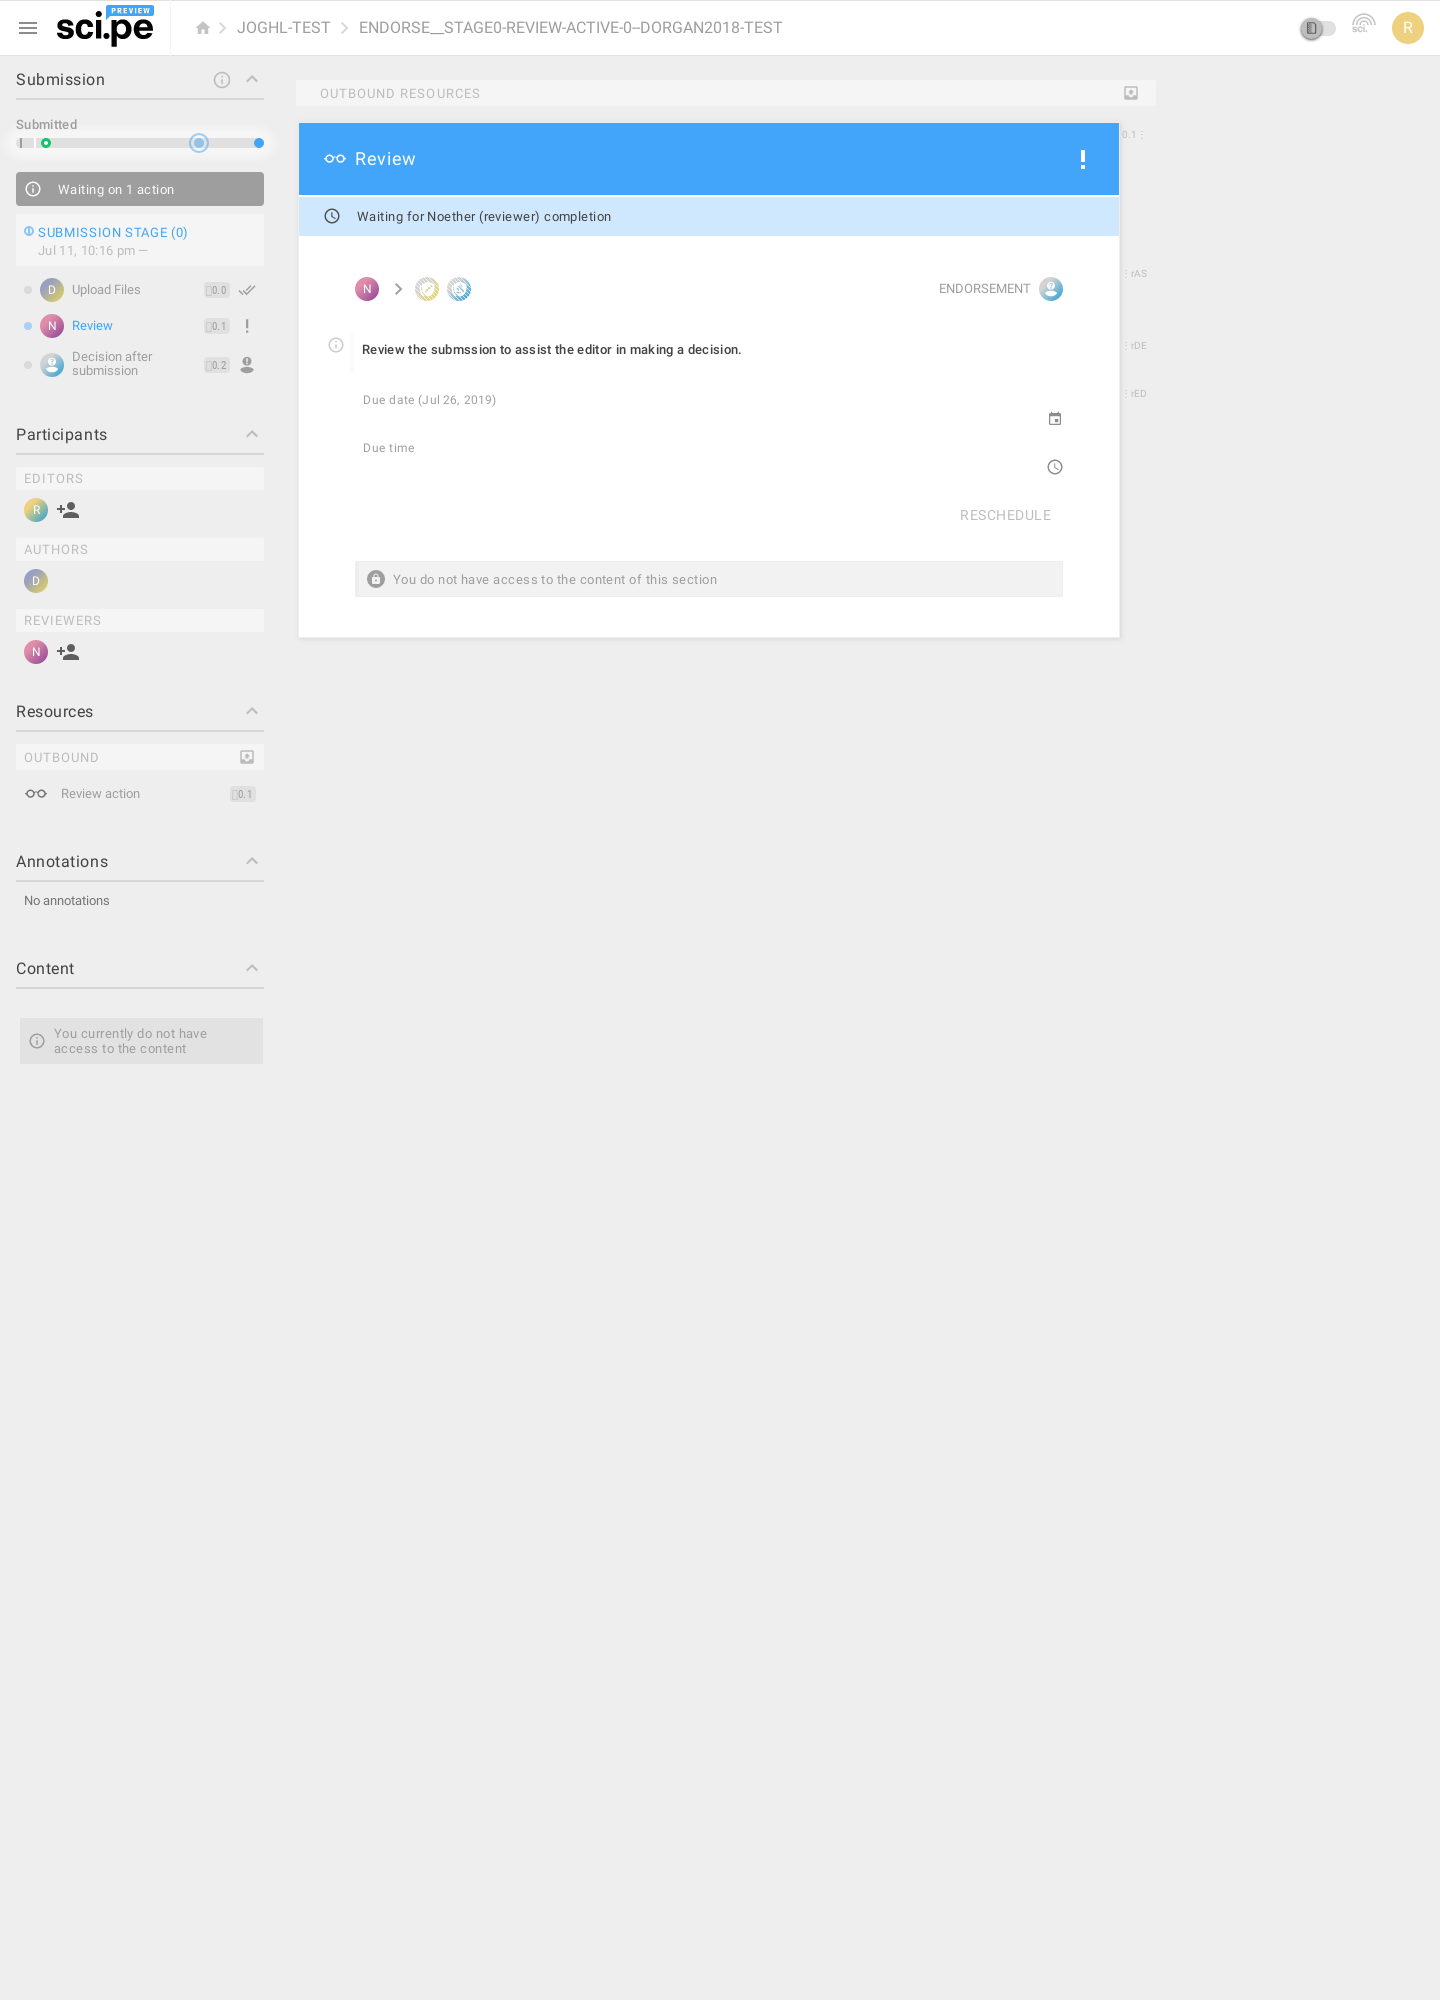 sci.pe PREVIEW
JOGHL-TEST ENDORSE__STAGE0-REVIEW-ACTIVE-0--DORGAN2018-TEST
sci.
R
Submission
Submitted
Waiting on 1 action
SUBMISSION STAGE (0)
Jul 11, 10:16 pm —
D Upload Files 0.0
N Review 0.1
Decision after
submission
0.2
Participants
EDITORS
R
AUTHORS
D
REVIEWERS
N
Resources
OUTBOUND
Review action 0.1
Annotations
No annotations
Content
You currently do not have
access to the content
OUTBOUND RESOURCES
0.1
rAS
rDE
rED
Review
Waiting for Noether (reviewer) completion
N
ENDORSEMENT
Review the submssion to assist the editor in making a decision.
Due date (Jul 26, 2019)
Due time
RESCHEDULE
You do not have access to the content of this section